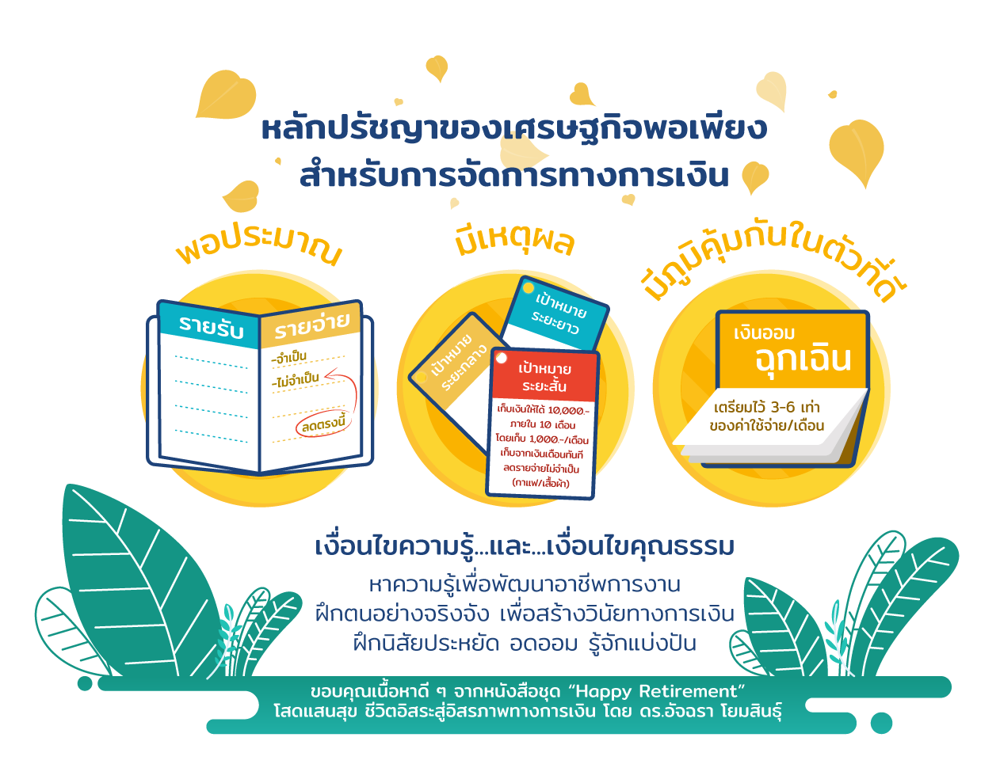 หลักปรัชญาของเศรษฐกิจพอเพียง
สำหรับการจัดการทางการเงิน
พอประมาณ
รายรับ
รายจ่าย
-จำเป็น
-ไม่จำเป็น
ลดตรงนี้
มีเหตุผล
เป้าหมาย
ระยะยาว
เป้าหมาย
ระยะกลาง
เป้าหมาย
ระยะสั้น
เก็บเงินให้ได้ 10,000.-
ภายใน 10 เดือน
โดยเก็บ 1,000.-/เดือน
เก็บจากเงินเดือนทันที
ลดรายจ่ายไม่จำเป็น
(กาแฟ/เสื้อผ้า)
มีภูมิคุ้มกันในตัวที่ดี
เงินออม
ฉุกเฉิน
เตรียมไว้ 3-6 เท่า
ของค่าใช้จ่าย/เดือน
เงื่อนไขความรู้...และ...เงื่อนไขคุณธรรม
หาความรู้เพื่อพัฒนาอาชีพการงาน
ฝึกตนอย่างจริงจัง เพื่อสร้างวินัยทางการเงิน
ฝึกนิสัยประหยัด อดออม รู้จักแบ่งปัน
ขอบคุณเนื้อหาดี ๆ จากหนังสือชุด “Happy Retirement”
โสดแสนสุข ชีวิตอิสระสู่อิสรภาพทางการเงิน โดย ดร.อัจฉรา โยมสินธุ์